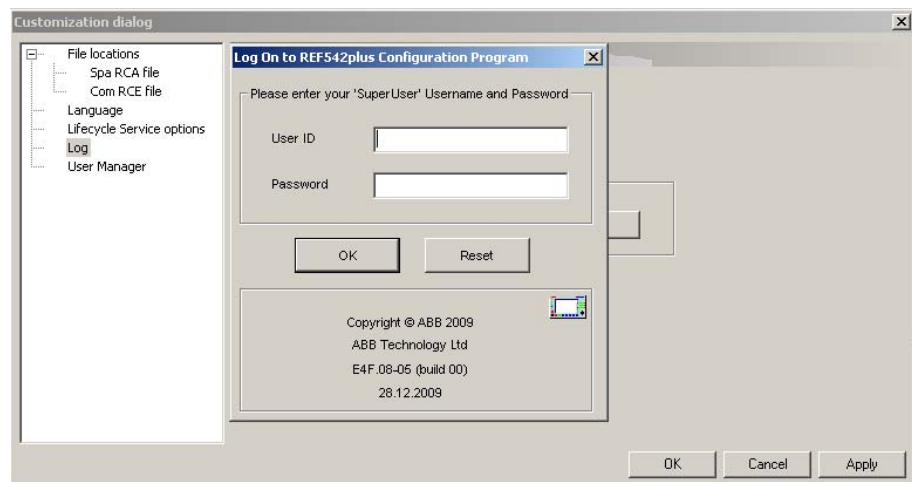 Customization dialog
File locations
Spa RCA file
Com RCE file
Language
Lifecycle Service options
Log
User Manager
Log On to REF542plus Configuration Program
Please enter your 'SuperUser' Username and Password
User ID
Password
OK
Reset
Copyright © ABB 2009
ABB Technology Ltd
E4F.08-05 (build 00)
28.12.2009
OK
Cancel
Apply